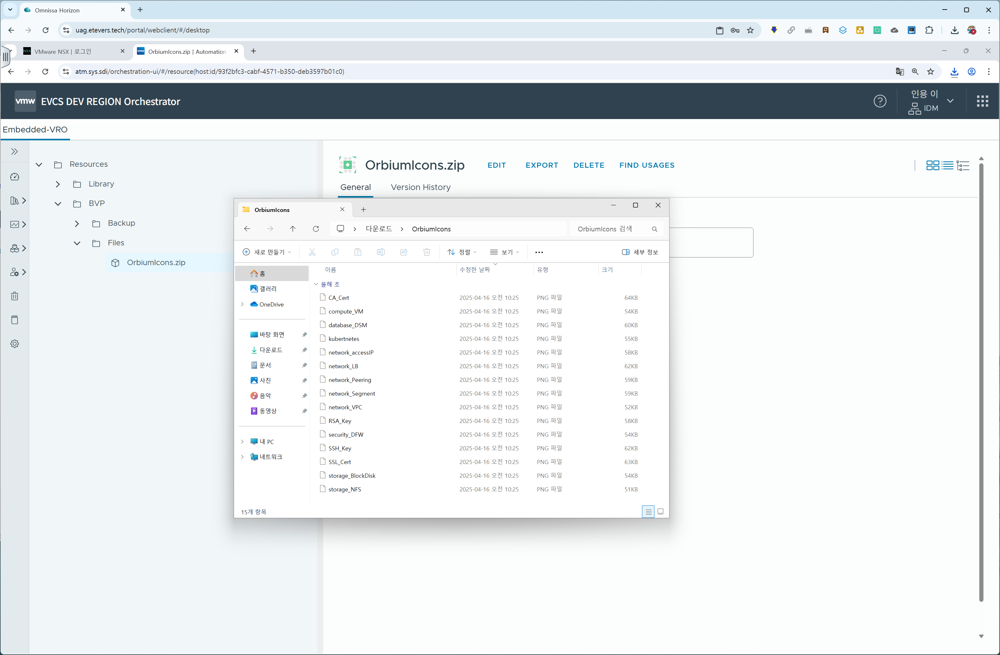 Omnissa Horizon
uag.etevers.tech/portal/webclient/#/desktop
NSX VMware NSX | 로그인
vmw OrbiumIcons.zip | Automation
atm.sys.sdi/orchestration-ui/#/resource(host:id/93f2bfc3-cabf-4571-b350-deb3597b01c0)
vmw EVCS DEV REGION Orchestrator
인용 이
IDM
Embedded-VRO
Resources
Library
BVP
Backup
Files
OrbiumIcons.zip
OrbiumIcons.zip EDIT EXPORT DELETE FIND USAGES
General Version History
OrbiumIcons
다운로드 > OrbiumIcons
OrbiumIcons 검색
새로 만들기 정렬 보기 세부 정보
홈
갤러리
OneDrive
바탕 화면
다운로드
문서
사진
음악
동영상
내 PC
네트워크
이름 수정한 날짜 유형 크기
올해 초
CA_Cert 2025-04-16 오전 10:25 PNG 파일 64KB
compute_VM 2025-04-16 오전 10:25 PNG 파일 54KB
database_DSM 2025-04-16 오전 10:25 PNG 파일 60KB
kubertnetes 2025-04-16 오전 10:25 PNG 파일 55KB
network_accessIP 2025-04-16 오전 10:25 PNG 파일 58KB
network_LB 2025-04-16 오전 10:25 PNG 파일 62KB
network_Peering 2025-04-16 오전 10:25 PNG 파일 59KB
network_Segment 2025-04-16 오전 10:25 PNG 파일 59KB
network_VPC 2025-04-16 오전 10:25 PNG 파일 52KB
RSA_Key 2025-04-16 오전 10:25 PNG 파일 58KB
security_DFW 2025-04-16 오전 10:25 PNG 파일 54KB
SSH_Key 2025-04-16 오전 10:25 PNG 파일 62KB
SSL_Cert 2025-04-16 오전 10:25 PNG 파일 63KB
storage_BlockDisk 2025-04-16 오전 10:25 PNG 파일 54KB
storage_NFS 2025-04-16 오전 10:25 PNG 파일 51KB
15개 항목